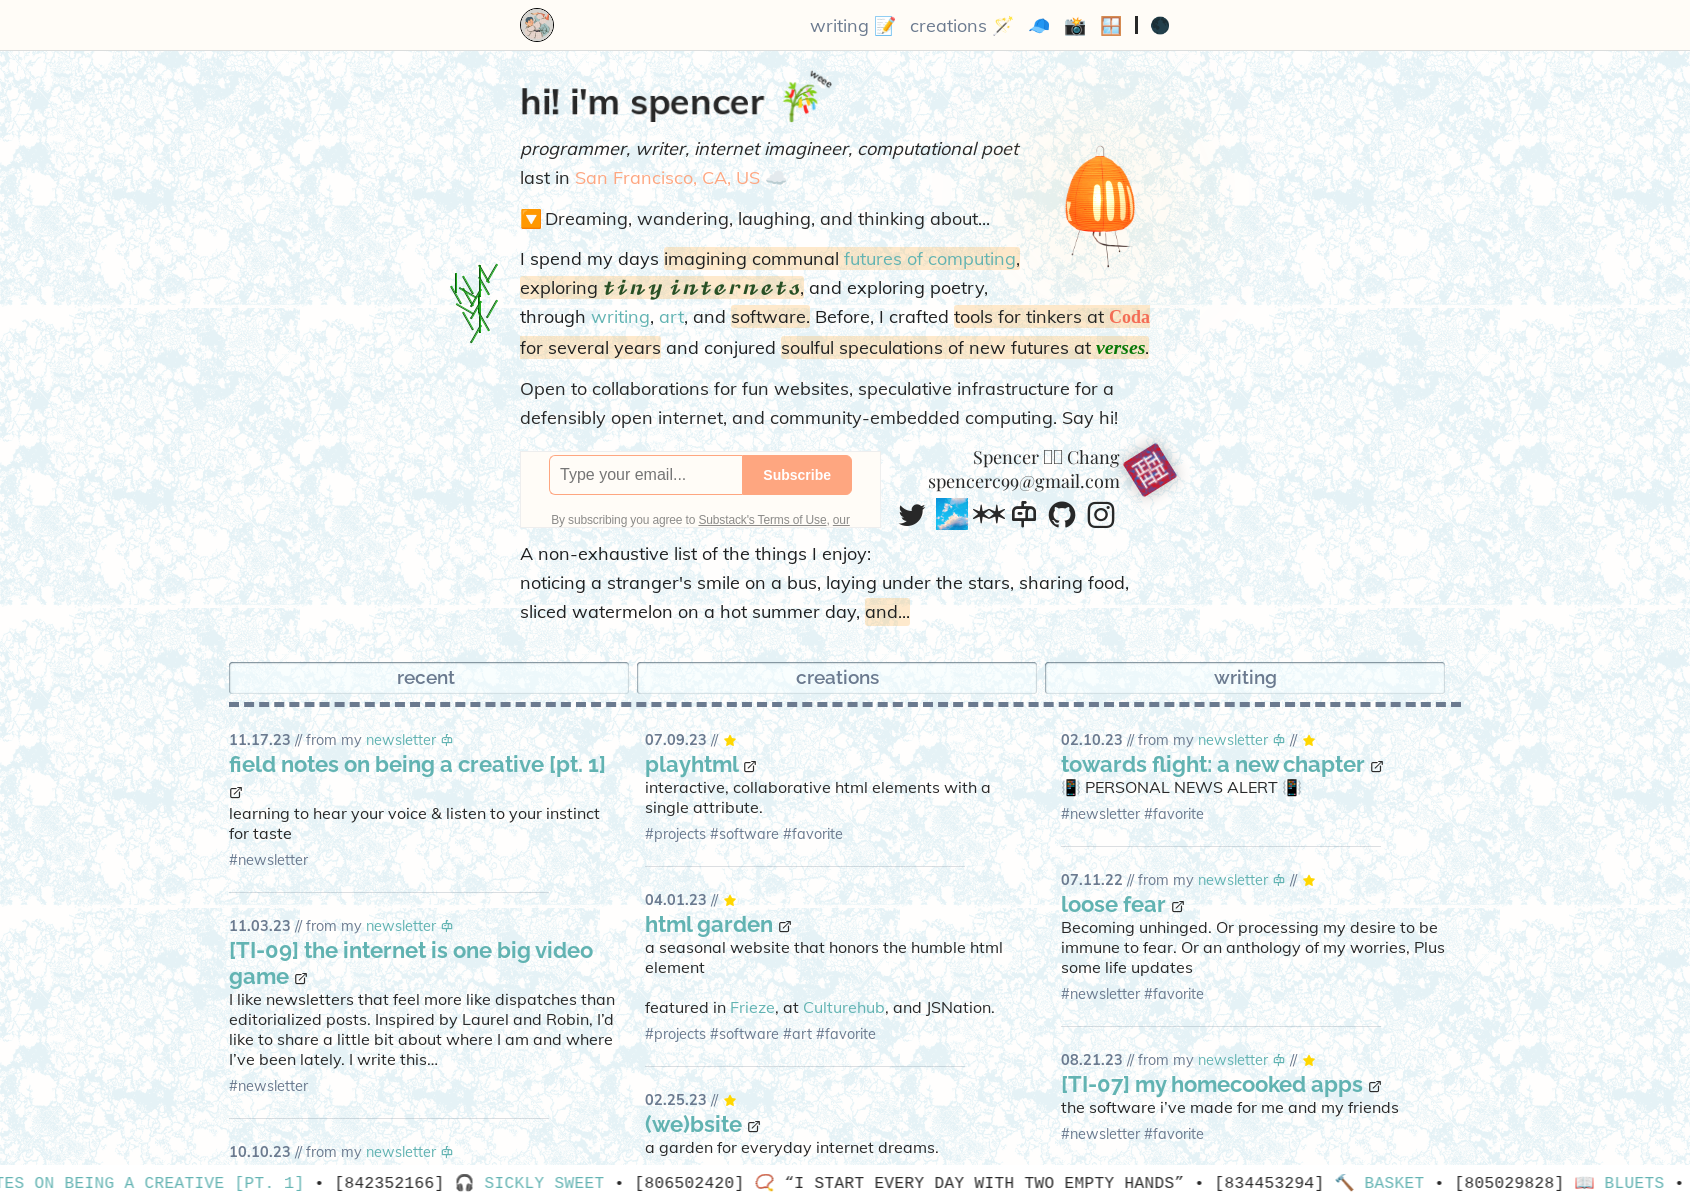 writing 📝 creations 🪄 🧢 📸 🪟 | 🌑
hi! i'm spencer 🎋 weee
programmer, writer, internet imagineer, computational poet
last in San Francisco, CA, US ☁️
🔽 Dreaming, wandering, laughing, and thinking about...
I spend my days imagining communal futures of computing,
exploring tiny internets, and exploring poetry,
through writing, art, and software. Before, I crafted tools for tinkers at Coda
for several years and conjured soulful speculations of new futures at verses.
Open to collaborations for fun websites, speculative infrastructure for a
defensibly open internet, and community-embedded computing. Say hi!
Type your email...
Subscribe
By subscribing you agree to Substack's Terms of Use, our
Spencer Chang
spencerc99@gmail.com
A non-exhaustive list of the things I enjoy:
noticing a stranger's smile on a bus, laying under the stars, sharing food,
sliced watermelon on a hot summer day, and...
recent
11.17.23 // from my newsletter
field notes on being a creative [pt. 1]
learning to hear your voice & listen to your instinct
for taste
#newsletter
11.03.23 // from my newsletter
[TI-09] the internet is one big video
game
I like newsletters that feel more like dispatches than
editorialized posts. Inspired by Laurel and Robin, I'd
like to share a little bit about where I am and where
I've been lately. I write this...
#newsletter
10.10.23 // from my newsletter
creations
07.09.23 // ⭐
playhtml
interactive, collaborative html elements with a
single attribute.
#projects #software #favorite
04.01.23 // ⭐
html garden
a seasonal website that honors the humble html
element
featured in Frieze, at Culturehub, and JSNation.
#projects #software #art #favorite
02.25.23 // ⭐
(we)bsite
a garden for everyday internet dreams.
writing
02.10.23 // from my newsletter // ⭐
towards flight: a new chapter
📳 PERSONAL NEWS ALERT 📳
#newsletter #favorite
07.11.22 // from my newsletter // ⭐
loose fear
Becoming unhinged. Or processing my desire to be
immune to fear. Or an anthology of my worries, Plus
some life updates
#newsletter #favorite
08.21.23 // from my newsletter // ⭐
[TI-07] my homecooked apps
the software i've made for me and my friends
#newsletter #favorite
TES ON BEING A CREATIVE [PT. 1] • [842352166] 🎧 SICKLY SWEET • [806502420] 📿 “I START EVERY DAY WITH TWO EMPTY HANDS” • [834453294] 🔨 BASKET • [805029828] 📖 BLUETS •